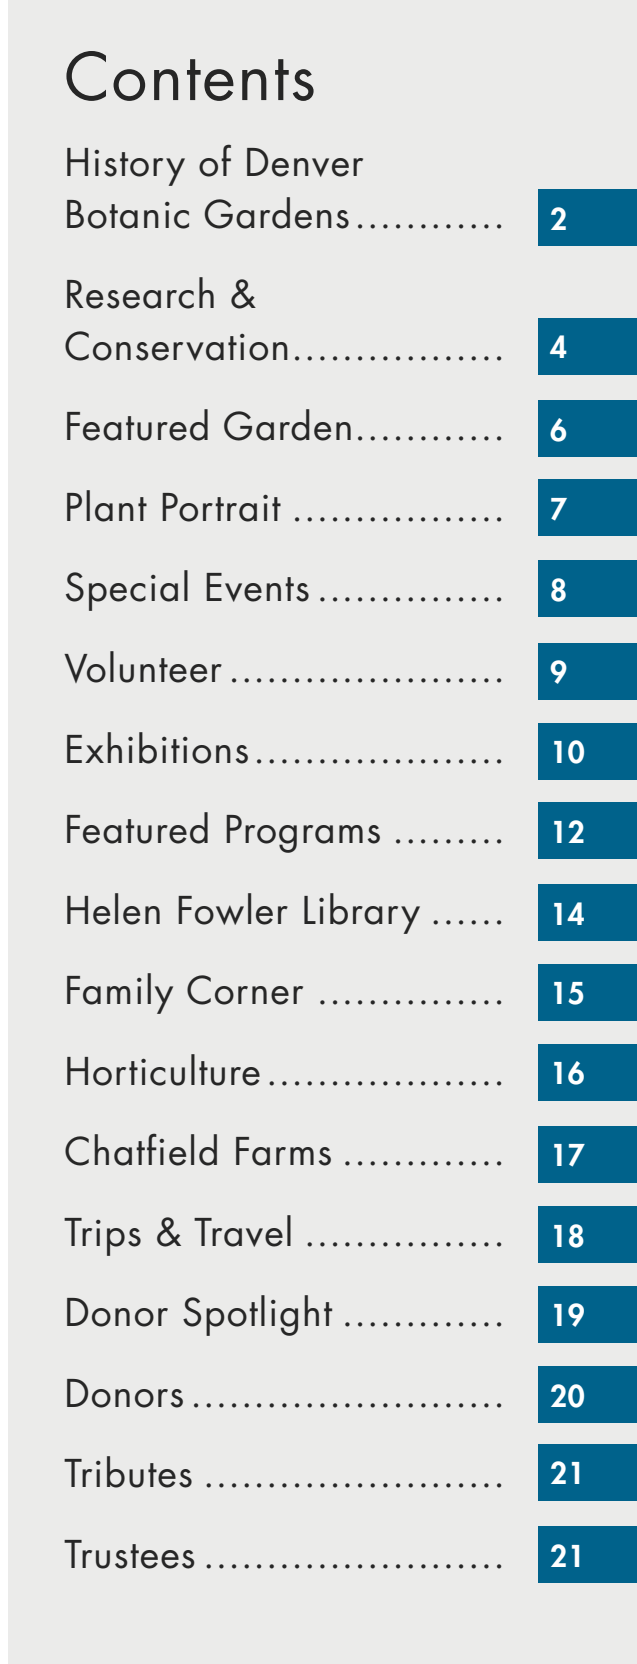 Contents
History of Denver
Botanic Gardens............ 2
Research &
Conservation................. 4
Featured Garden............ 6
Plant Portrait ................. 7
Special Events ............... 8
Volunteer ...................... 9
Exhibitions.................... 10
Featured Programs ......... 12
Helen Fowler Library ...... 14
Family Corner ............... 15
Horticulture................... 16
Chatfield Farms ............. 17
Trips & Travel ................ 18
Donor Spotlight ............. 19
Donors ......................... 20
Tributes ........................ 21
Trustees ........................ 21